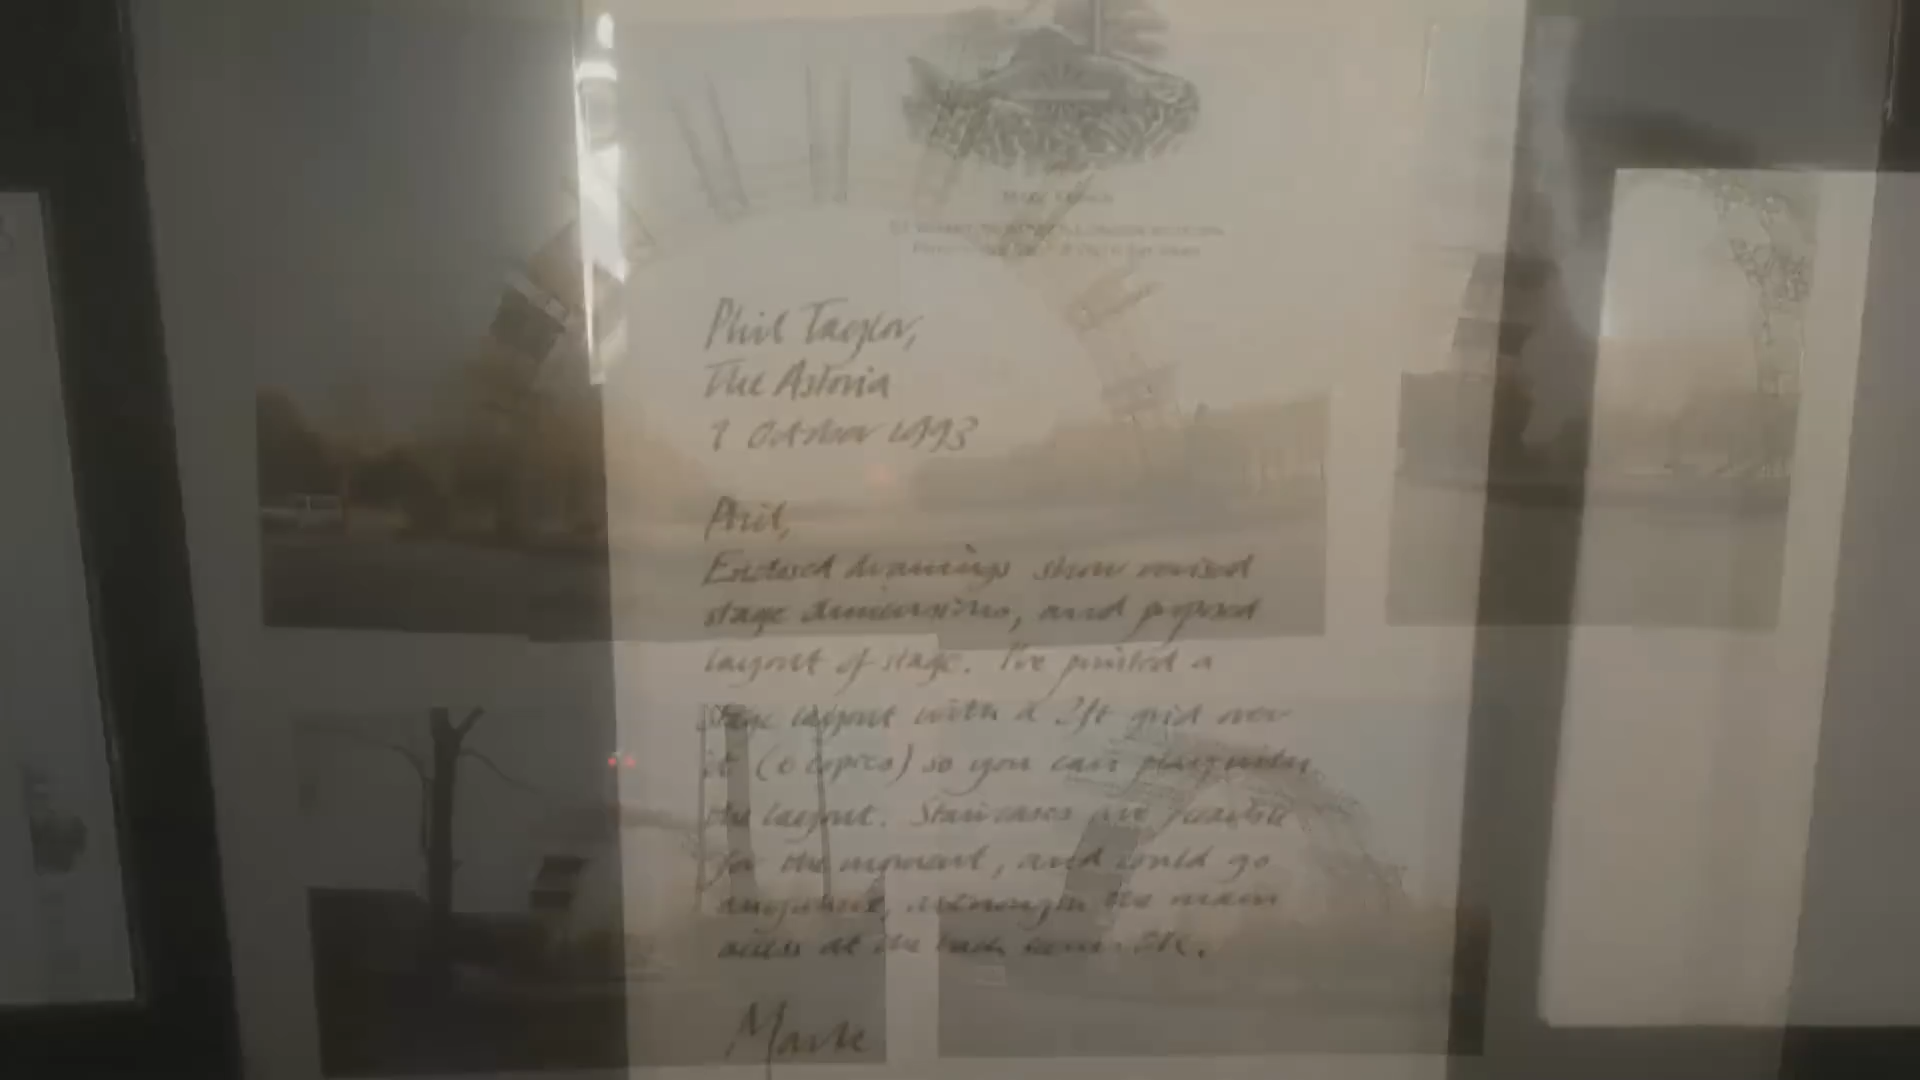 Phil Taylor,
The Astoria
7 October 1993
Phil,
Enclosed drawings show revised
stage dimensions, and proposed
layout of stage. I've printed a
stage layout with a 2ft grid over
it (6 copies) so you can play with
the layout. Staircases are flexible
for the moment, and could go
anywhere, although the main
access at the back seems OK.
Mark